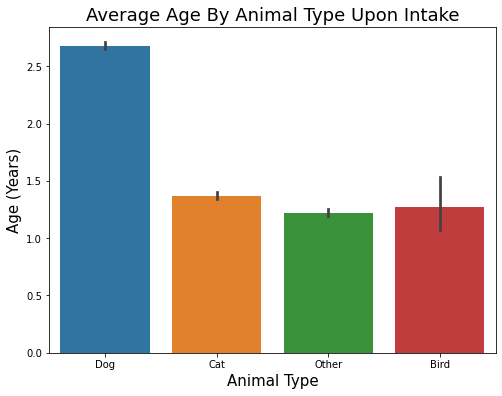 Average Age By Animal Type Upon Intake
Age (Years)
2.5
2.0
1.5
1.0
0.5
0.0
Dog Cat Other Bird
Animal Type